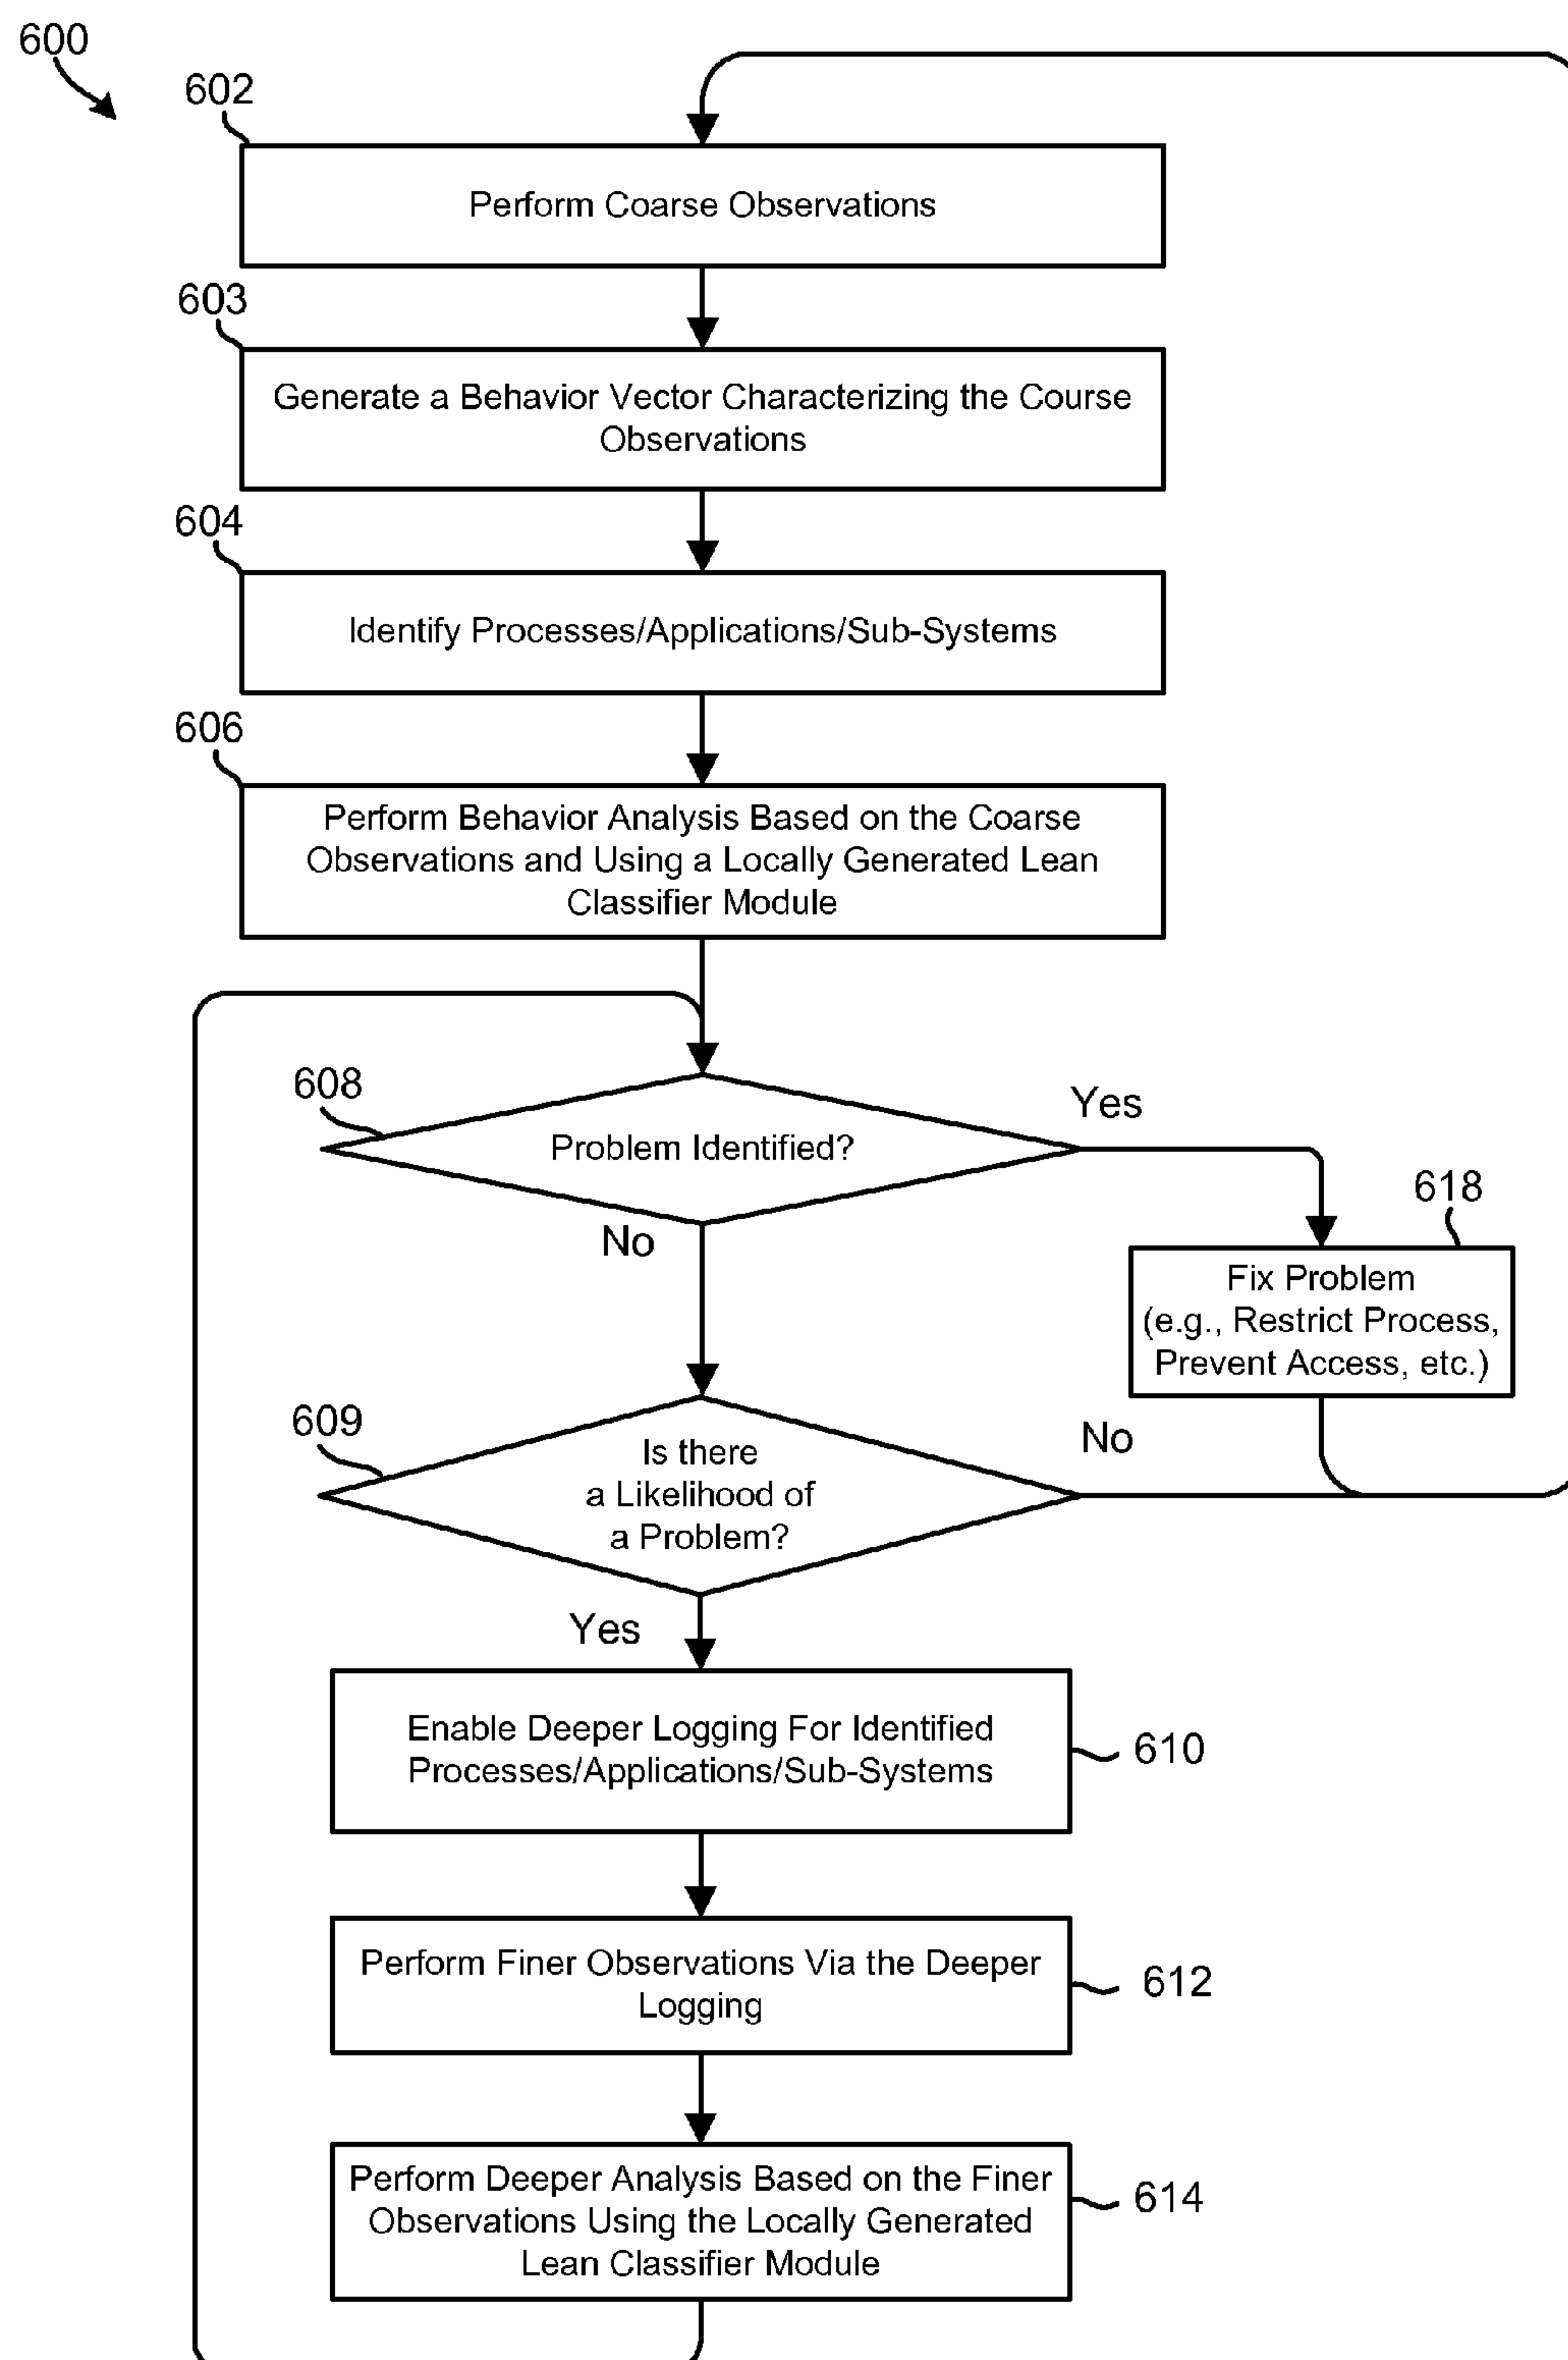 600
602
Perform Coarse Observations
603
Generate a Behavior Vector Characterizing the Course
Observations
604
Identify Processes/Applications/Sub-Systems
606
Perform Behavior Analysis Based on the Coarse
Observations and Using a Locally Generated Lean
Classifier Module
608
Problem Identified?
Yes
No
618
Fix Problem
(e.g., Restrict Process,
Prevent Access, etc.)
609
Is there
a Likelihood of
a Problem?
No
Yes
Enable Deeper Logging For Identified
Processes/Applications/Sub-Systems
610
Perform Finer Observations Via the Deeper
Logging
612
Perform Deeper Analysis Based on the Finer
Observations Using the Locally Generated
Lean Classifier Module
614